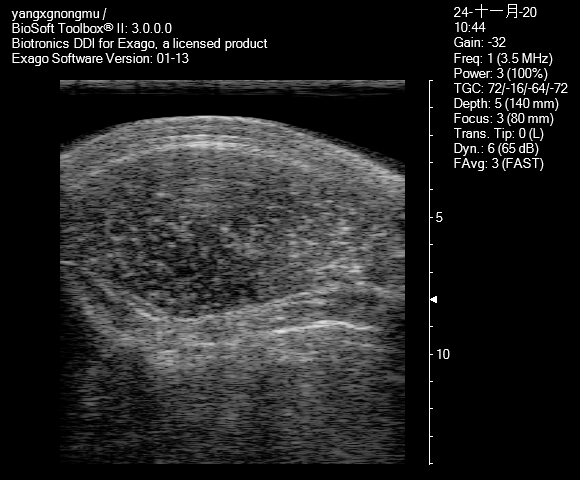 yangxgnongmu /
BioSoft Toolbox® II: 3.0.0.0
Biotronics DDI for Exago, a licensed product
Exago Software Version: 01-13
24-十一月-20
10:44
Gain: -32
Freq: 1 (3.5 MHz)
Power: 3 (100%)
TGC: 72/-16/-64/-72
Depth: 5 (140 mm)
Focus: 3 (80 mm)
Trans. Tip: 0 (L)
Dyn.: 6 (65 dB)
FAvg: 3 (FAST)
5
10